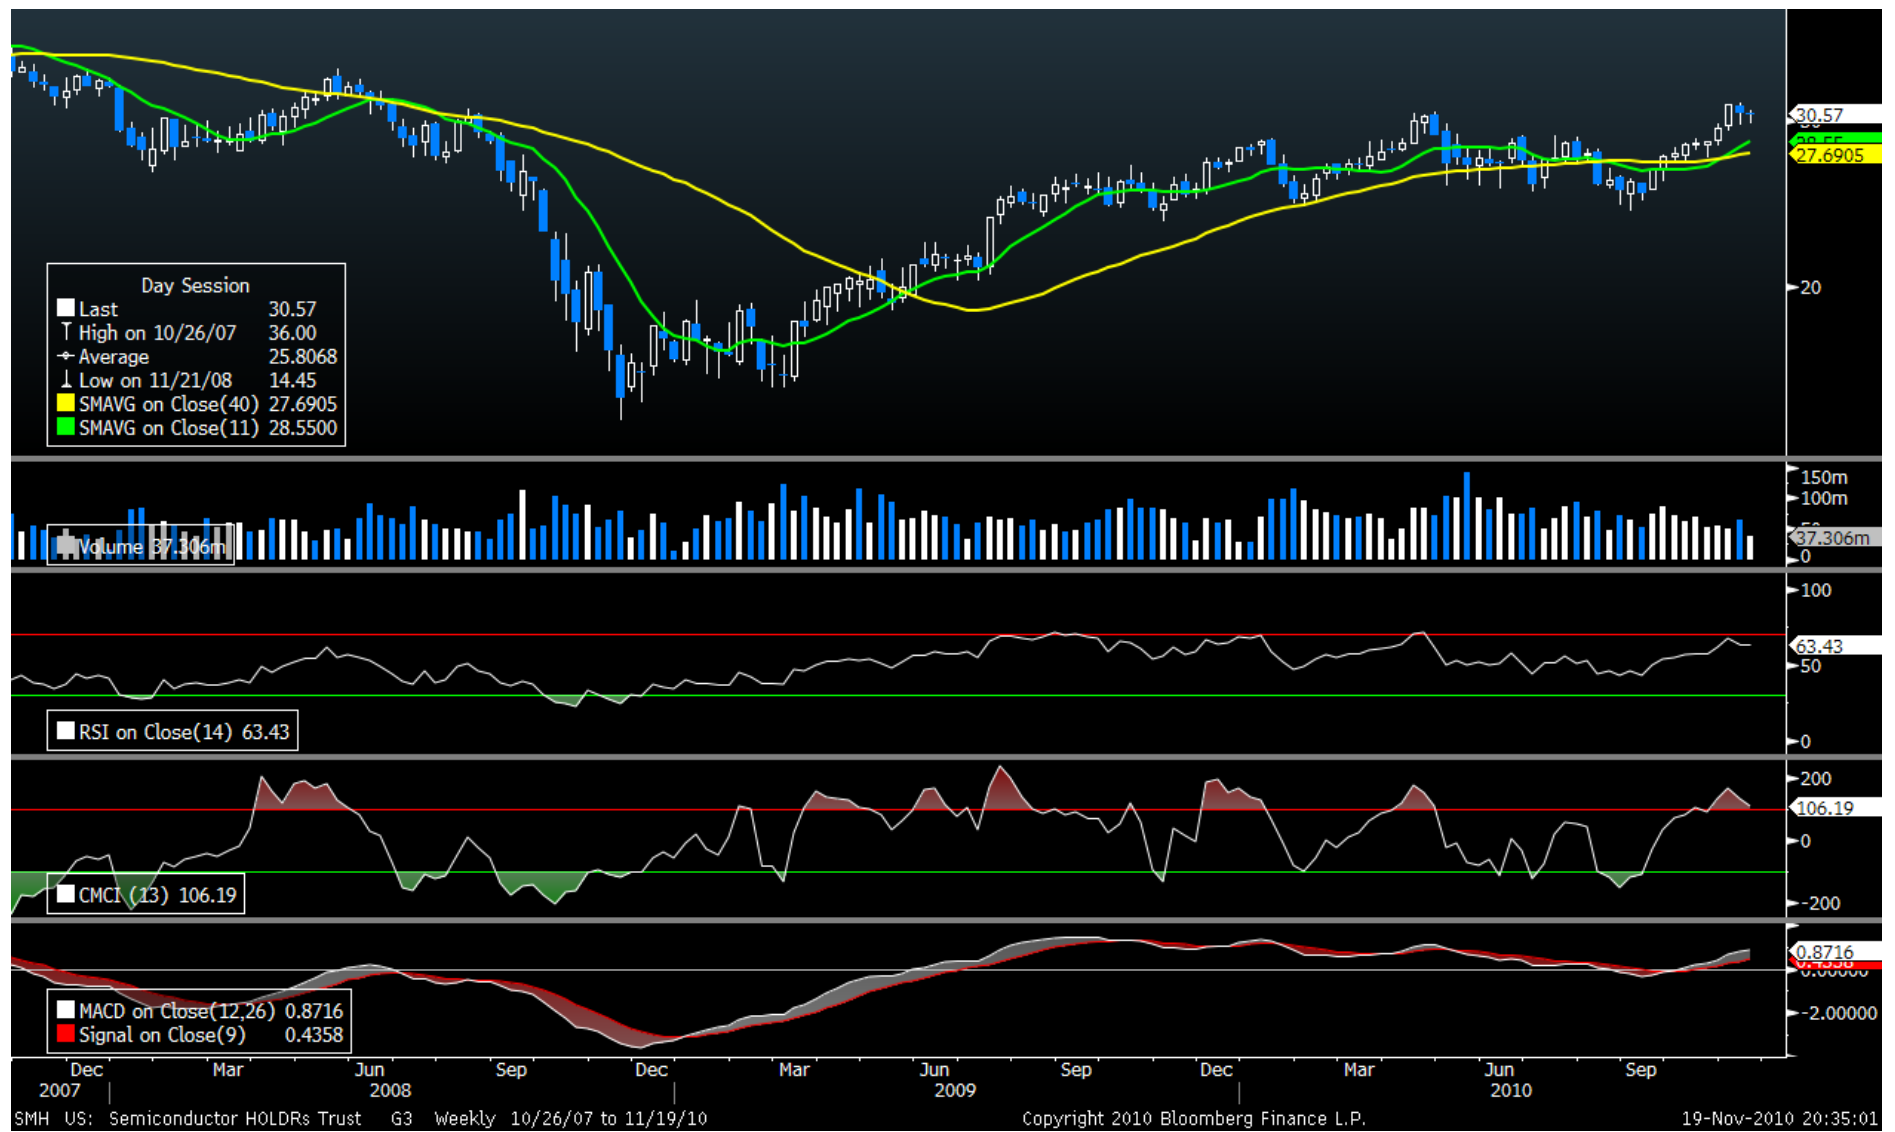 30.57
27.6905
20
Day Session
Last 30.57
High on 10/26/07 36.00
Average 25.8068
Low on 11/21/08 14.45
SMAVG on Close(40) 27.6905
SMAVG on Close(11) 28.5500
150m
100m
Volume 37.306m
37.306m
0
100
63.43
50
RSI on Close(14) 63.43
0
200
106.19
0
CMCI (13) 106.19
-200
0.8716
0.4358
0.00000
MACD on Close(12,26) 0.8716
-2.00000
Signal on Close(9) 0.4358
Dec Mar Jun Sep Dec Mar Jun Sep Dec Mar Jun Sep
2007 2008 2009 2010
SMH US: Semiconductor HOLDRs Trust G3 Weekly 10/26/07 to 11/19/10 Copyright 2010 Bloomberg Finance L.P. 19-Nov-2010 20:35:01